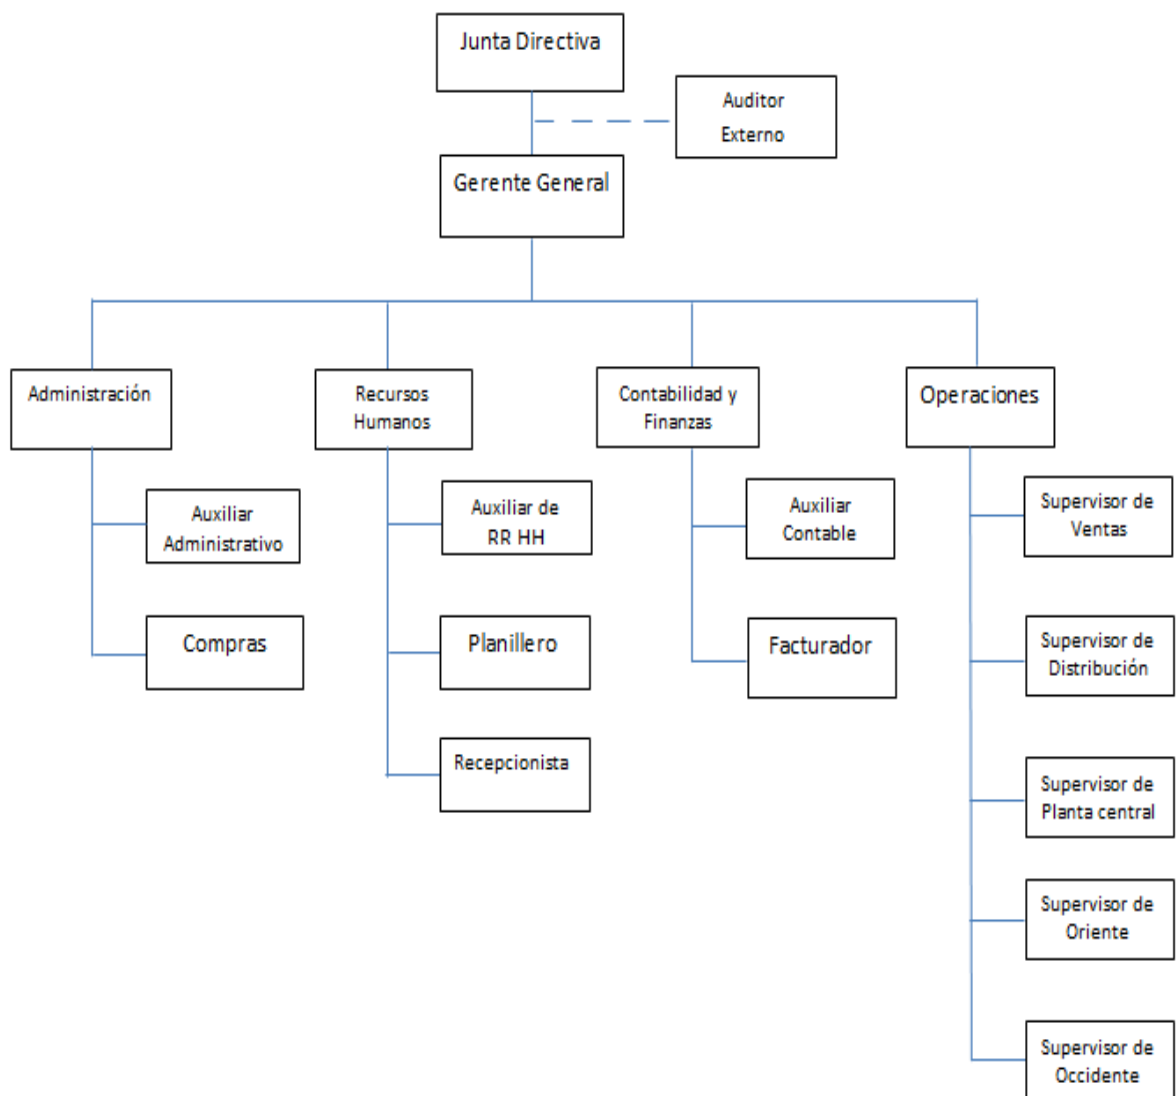 Junta Directiva
Auditor
Externo
Gerente General
Administración
Recursos
Humanos
Contabilidad y
Finanzas
Operaciones
Auxiliar
Administrativo
Compras
Auxiliar de
RR HH
Planillero
Recepcionista
Auxiliar
Contable
Facturador
Supervisor de
Ventas
Supervisor de
Distribución
Supervisor de
Planta central
Supervisor de
Oriente
Supervisor de
Occidente